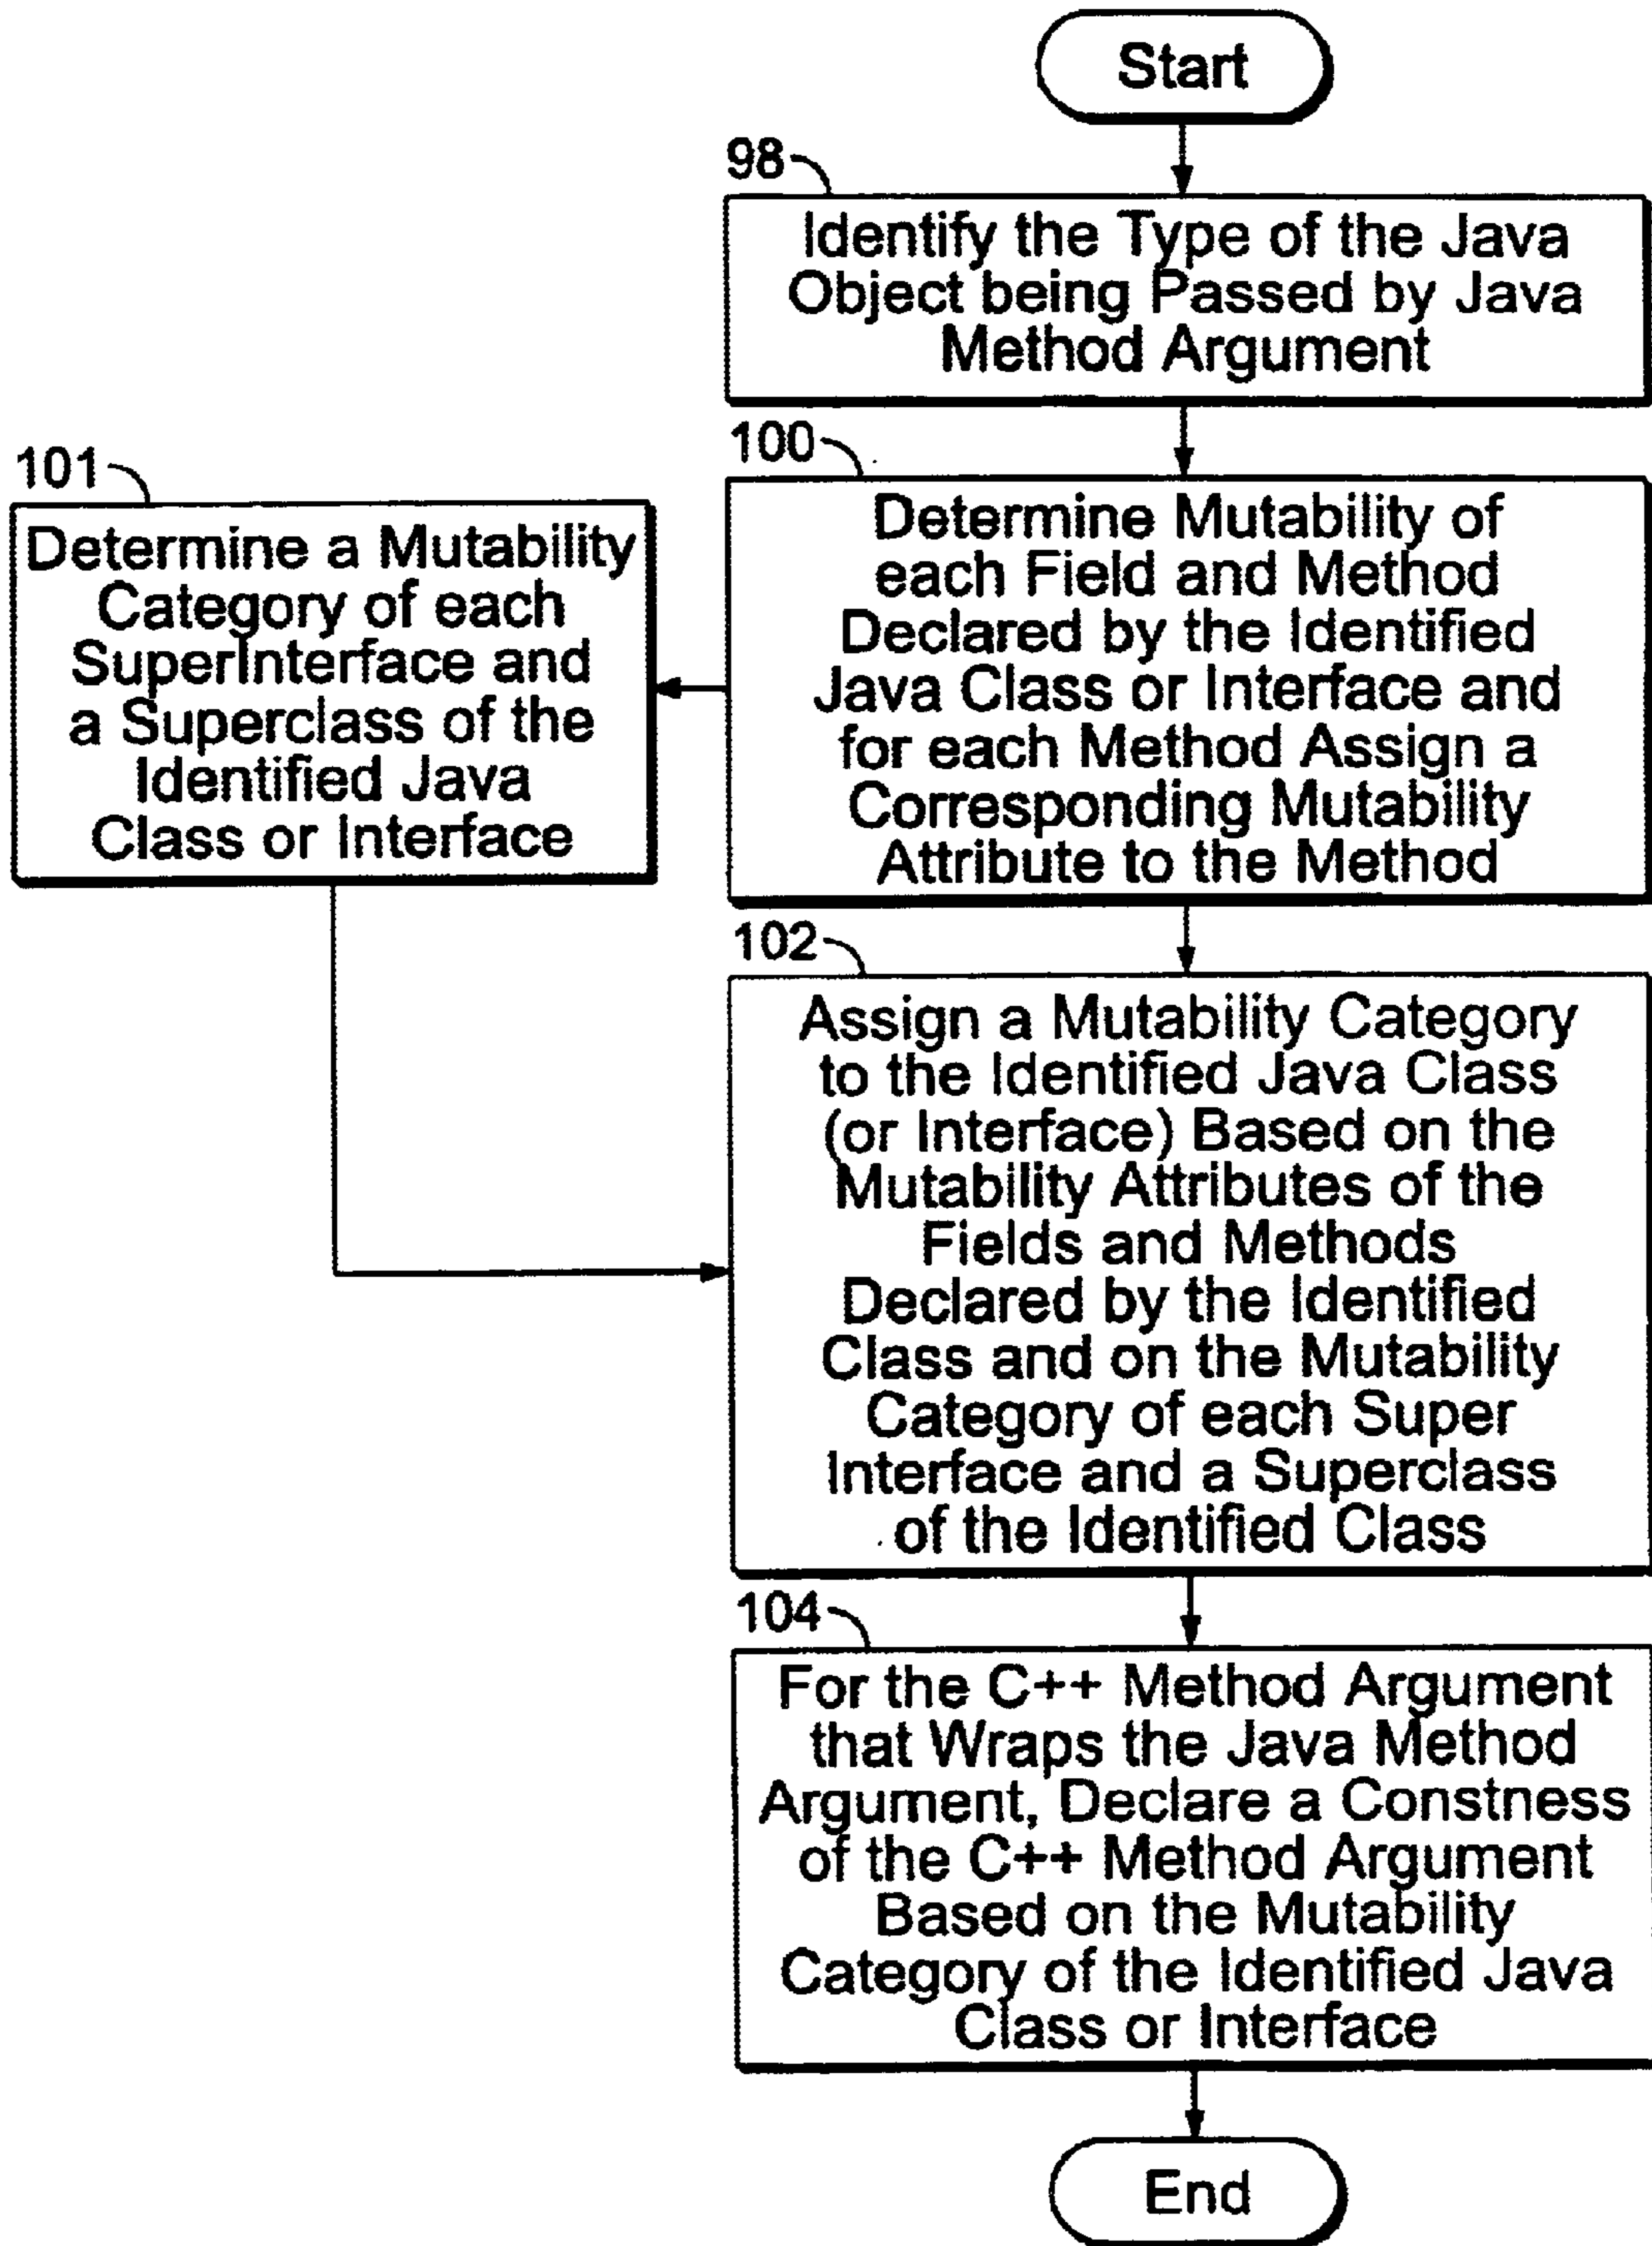 Start
98
Identify the Type of the Java
Object being Passed by Java
Method Argument
100
Determine Mutability of
each Field and Method
Declared by the Identified
Java Class or Interface and
for each Method Assign a
Corresponding Mutability
Attribute to the Method
101
Determine a Mutability
Category of each
SuperInterface and
a Superclass of the
Identified Java
Class or Interface
102
Assign a Mutability Category
to the Identified Java Class
(or Interface) Based on the
Mutability Attributes of the
Fields and Methods
Declared by the Identified
Class and on the Mutability
Category of each Super
Interface and a Superclass
of the Identified Class
104
For the C++ Method Argument
that Wraps the Java Method
Argument, Declare a Constness
of the C++ Method Argument
Based on the Mutability
Category of the Identified Java
Class or Interface
End